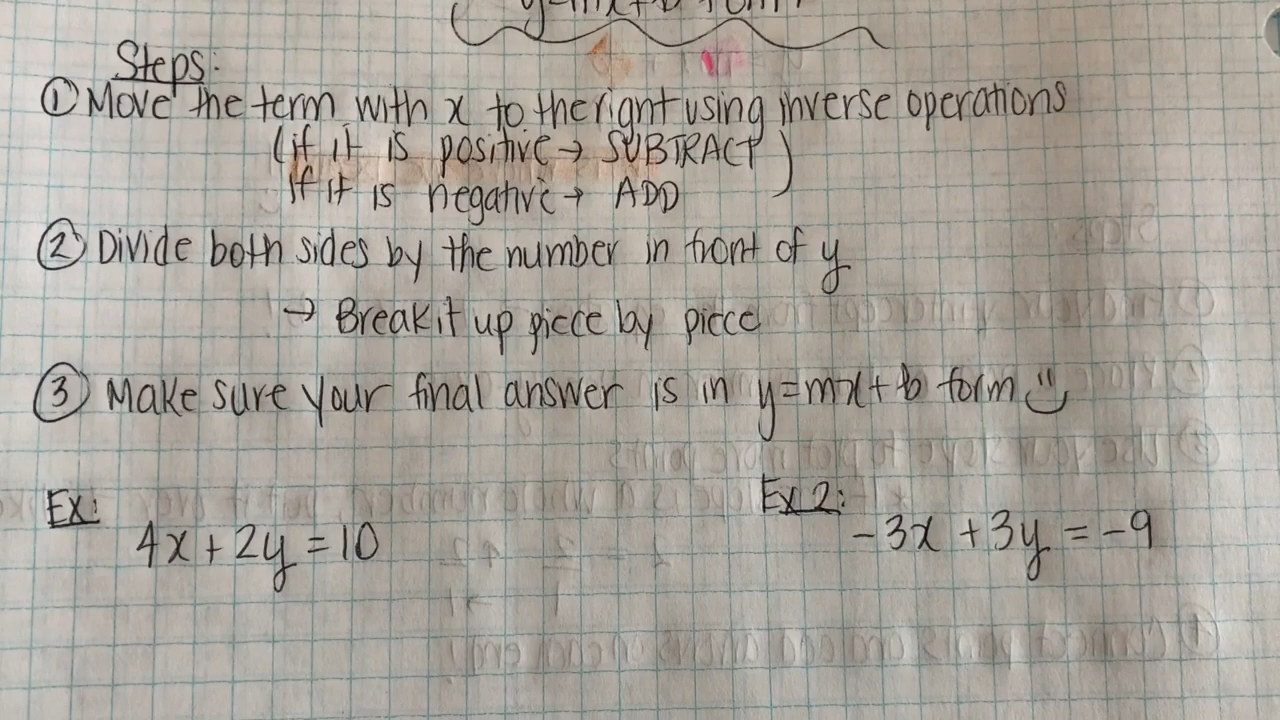 y=mx+b form
Steps:
① Move the term with x to the right using inverse operations
(if it is positive → SUBTRACT)
if it is negative → ADD
② Divide both sides by the number in front of y
→ Break it up piece by piece
③ Make sure your final answer is in y=mx+b form
Ex: 4x + 2y = 10
Ex 2: -3x + 3y = -9